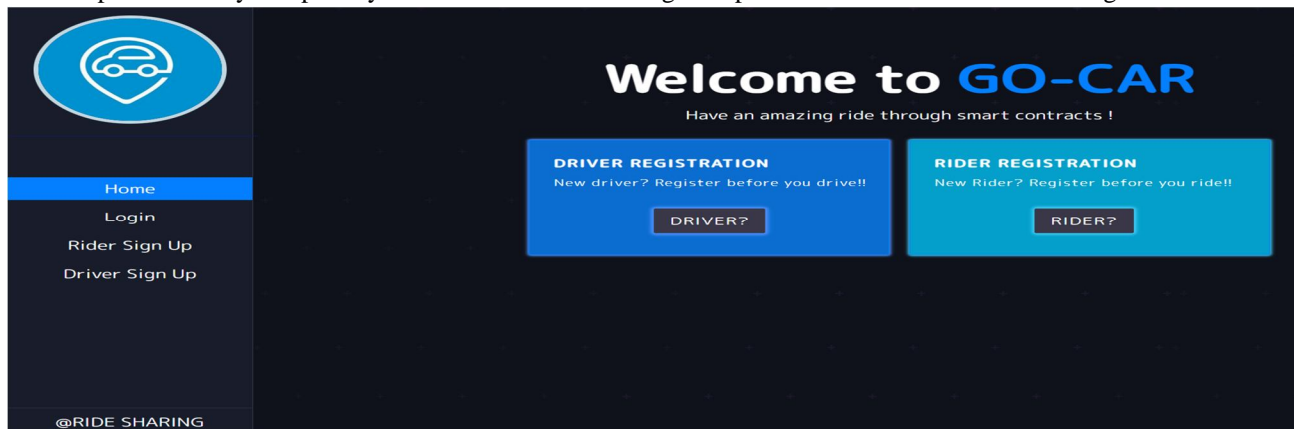 Welcome to GO-CAR
Have an amazing ride through smart contracts !
DRIVER REGISTRATION
New driver? Register before you drive!!
DRIVER?
RIDER REGISTRATION
New Rider? Register before you ride!!
RIDER?
Home
Login
Rider Sign Up
Driver Sign Up
@RIDE SHARING